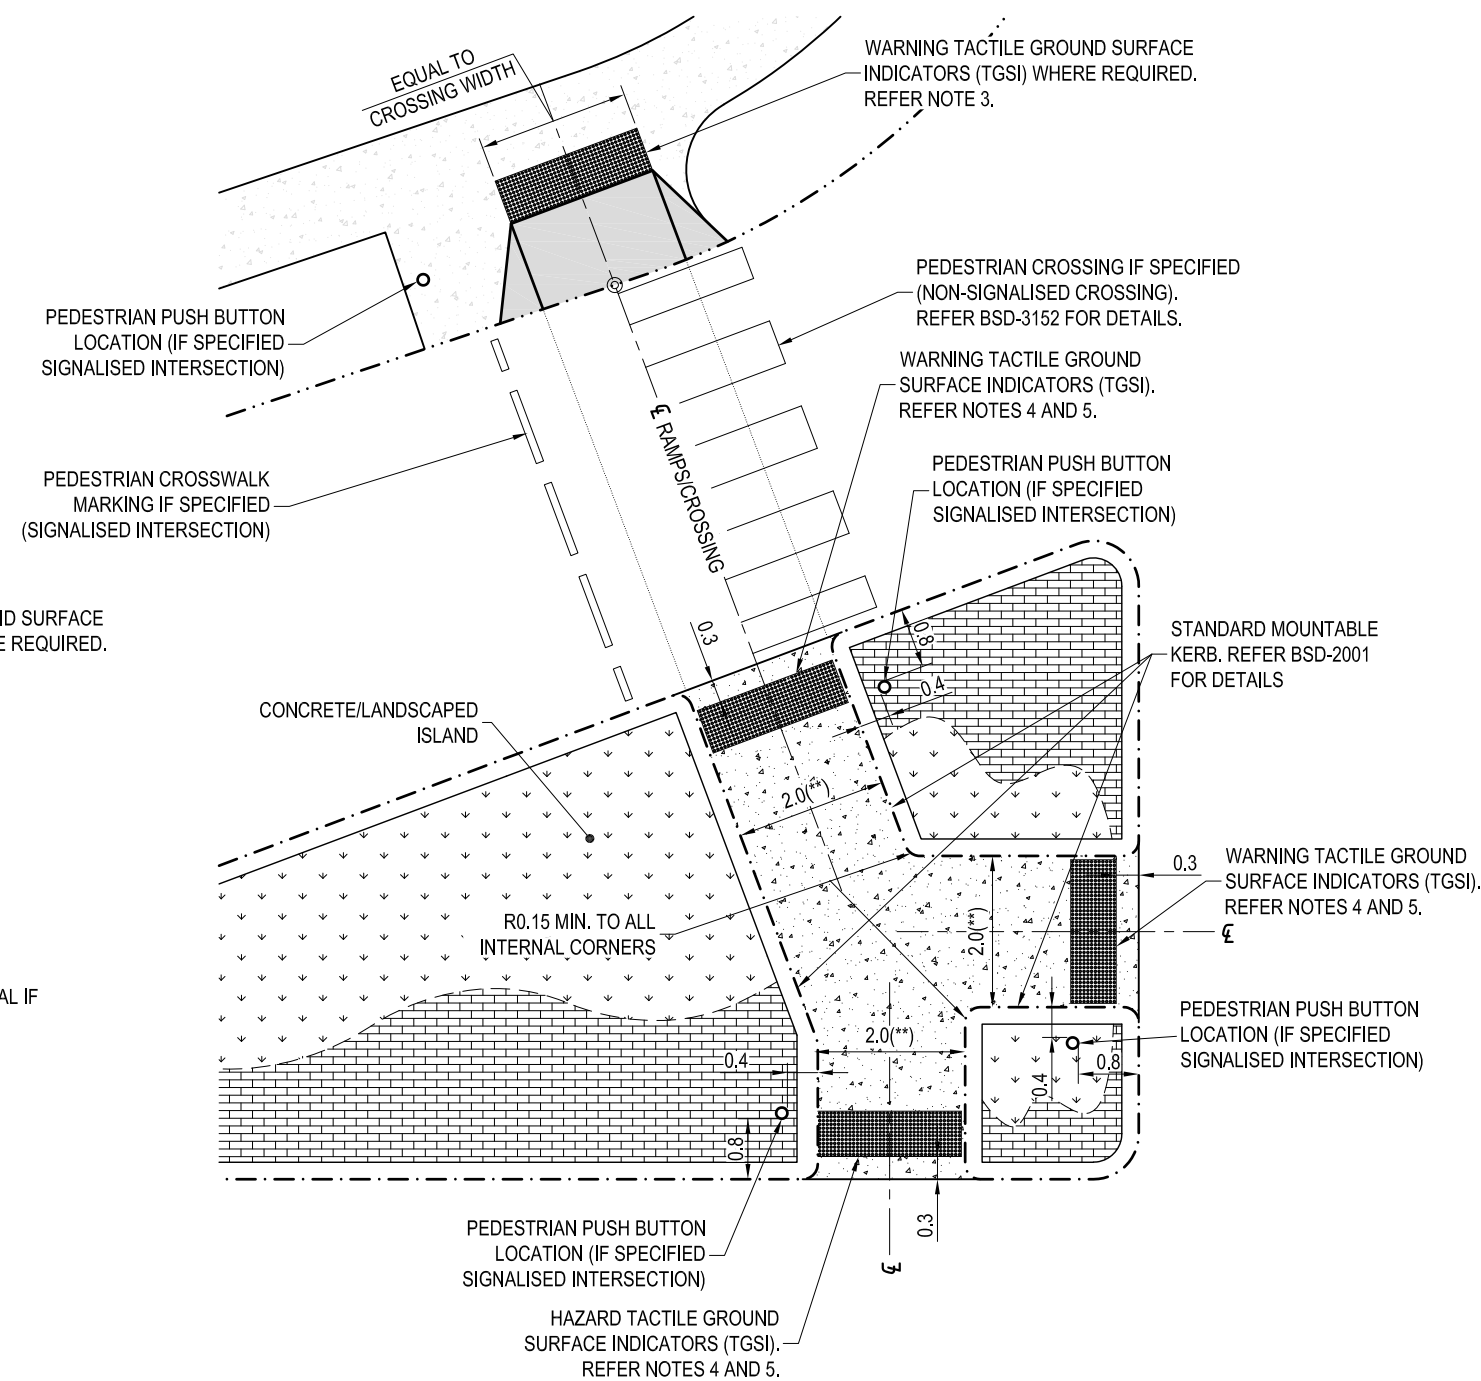 EQUAL TO
CROSSING WIDTH
WARNING TACTILE GROUND SURFACE
INDICATORS (TGSI) WHERE REQUIRED.
REFER NOTE 3.
PEDESTRIAN CROSSING IF SPECIFIED
(NON-SIGNALISED CROSSING).
REFER BSD-3152 FOR DETAILS.
PEDESTRIAN PUSH BUTTON
LOCATION (IF SPECIFIED
SIGNALISED INTERSECTION)
WARNING TACTILE GROUND
SURFACE INDICATORS (TGSI).
REFER NOTES 4 AND 5.
℄ RAMPS/CROSSING
PEDESTRIAN PUSH BUTTON
LOCATION (IF SPECIFIED
SIGNALISED INTERSECTION)
PEDESTRIAN CROSSWALK
MARKING IF SPECIFIED
(SIGNALISED INTERSECTION)
ND SURFACE
E REQUIRED.
0.3
0.8
0.4
STANDARD MOUNTABLE
KERB. REFER BSD-2001
FOR DETAILS
CONCRETE/LANDSCAPED
ISLAND
2.0(**)
0.3
WARNING TACTILE GROUND
SURFACE INDICATORS (TGSI).
REFER NOTES 4 AND 5.
R0.15 MIN. TO ALL
INTERNAL CORNERS
2.0(**)
℄
AL IF
PEDESTRIAN PUSH BUTTON
LOCATION (IF SPECIFIED
SIGNALISED INTERSECTION)
2.0(**)
0.4
0.4
0.8
0.8
0.3
PEDESTRIAN PUSH BUTTON
LOCATION (IF SPECIFIED
SIGNALISED INTERSECTION)
℄
HAZARD TACTILE GROUND
SURFACE INDICATORS (TGSI).
REFER NOTES 4 AND 5.